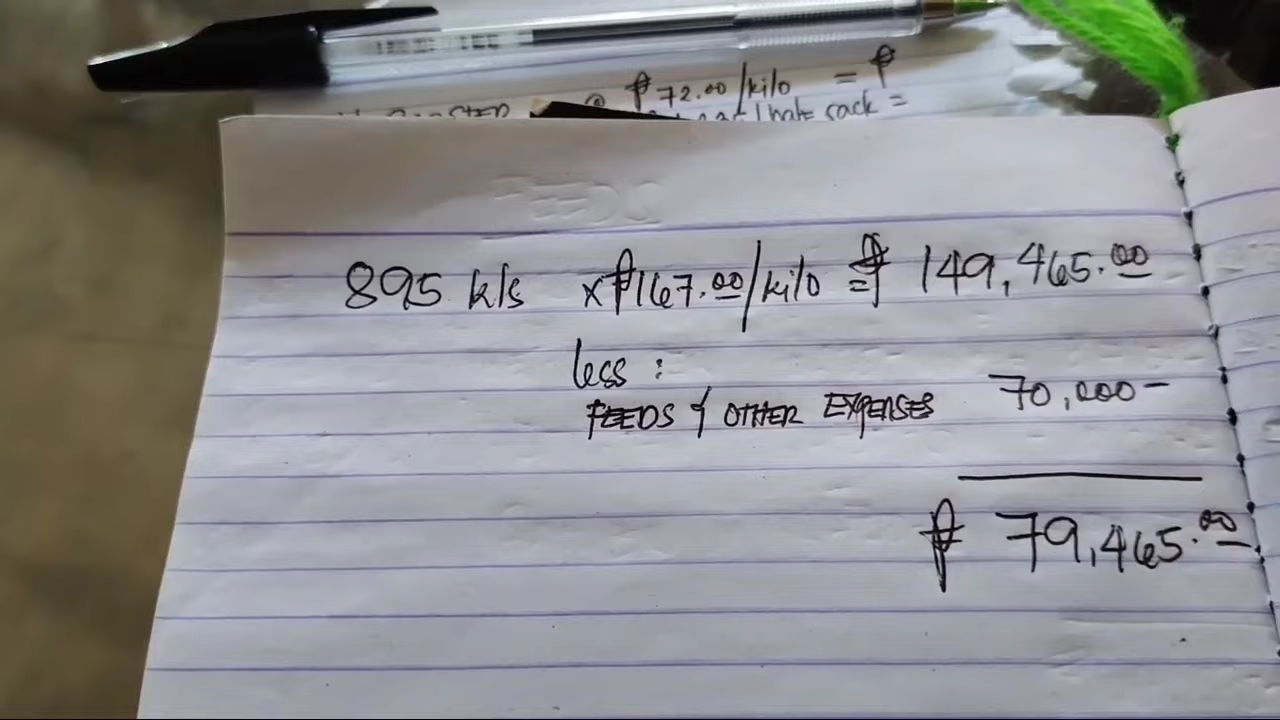 ₱72.00/kilo = ₱
sack =
895 kls x ₱167.00/kilo = ₱ 149,465.00
less :
FEEDS & OTHER EXPENSES 70,000-
₱ 79,465.00